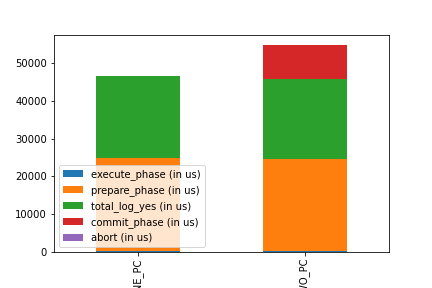 50000
40000
30000
20000
10000
0
execute_phase (in us)
prepare_phase (in us)
total_log_yes (in us)
commit_phase (in us)
abort (in us)
NE_PC
/O_PC